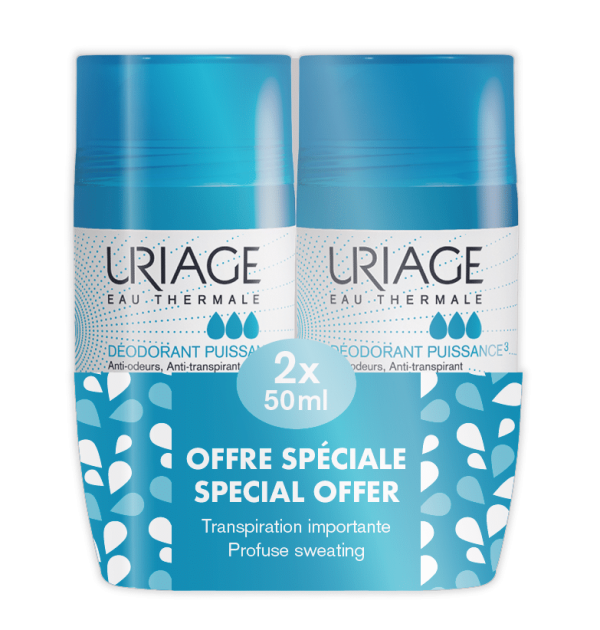 URIAGE
EAU THERMALE
DÉODORANT PUISSAN
Anti-odeurs, Anti-transpirant
URIAGE
EAU THERMALE
DÉODORANT PUISSANCE³
odeurs, Anti-transpirant
2x
50ml
OFFRE SPÉCIALE
SPECIAL OFFER
Transpiration importante
Profuse sweating